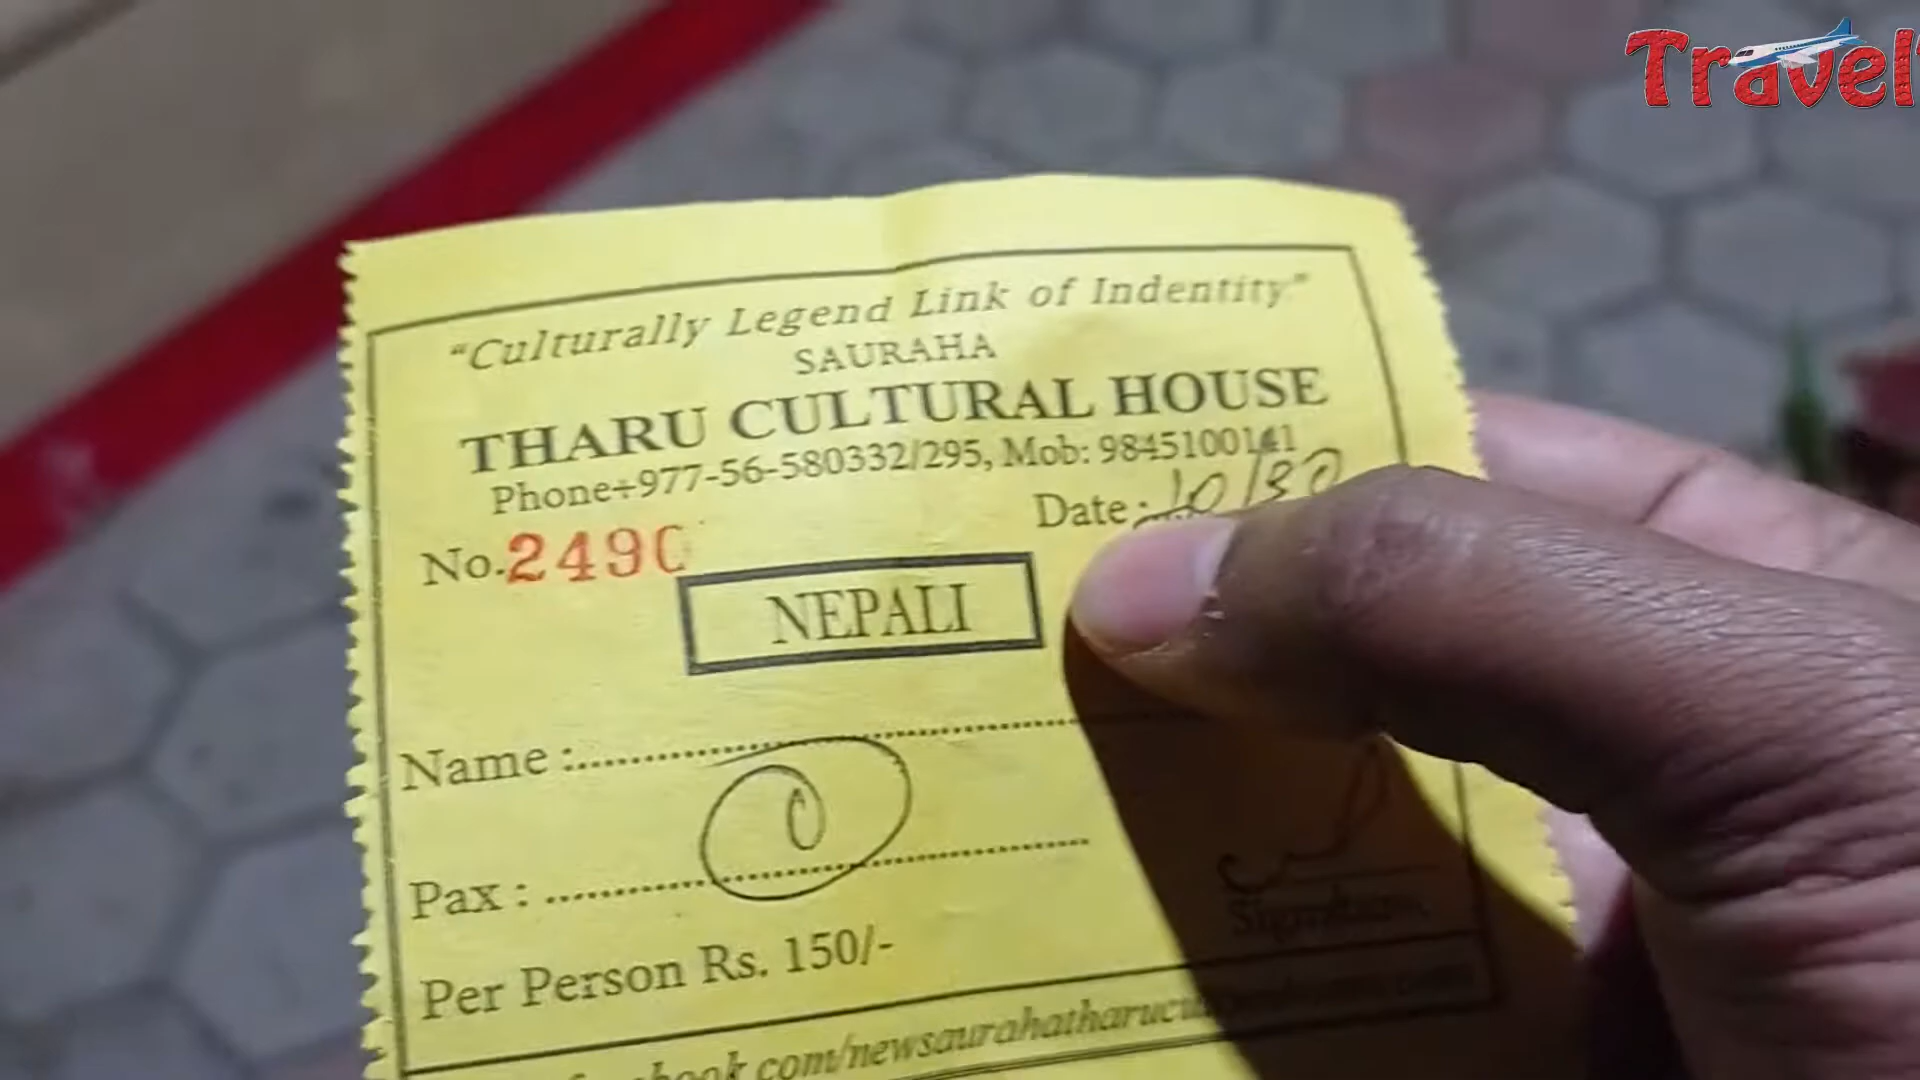 Travel
"Culturally Legend Link of Indentity"
SAURAHA
THARU CULTURAL HOUSE
Phone÷977-56-580332/295, Mob: 9845100141
Date : 10/30
No. 2490
NEPALI
Name :
Pax :
Signature
Per Person Rs. 150/-